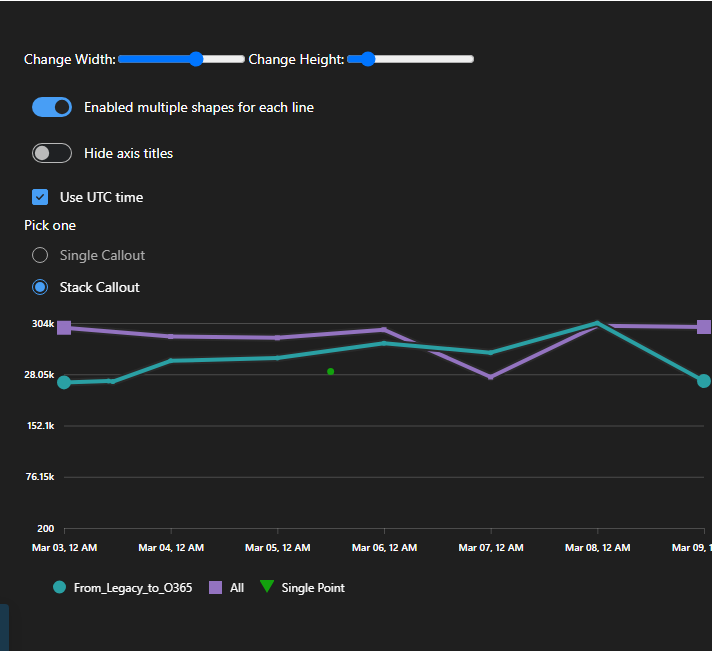 Change Width: Change Height:
Enabled multiple shapes for each line
Hide axis titles
Use UTC time
Pick one
Single Callout
Stack Callout
304k
28.05k
152.1k
76.15k
200
Mar 03, 12 AM Mar 04, 12 AM Mar 05, 12 AM Mar 06, 12 AM Mar 07, 12 AM Mar 08, 12 AM Mar 09, 1
From_Legacy_to_O365 All Single Point